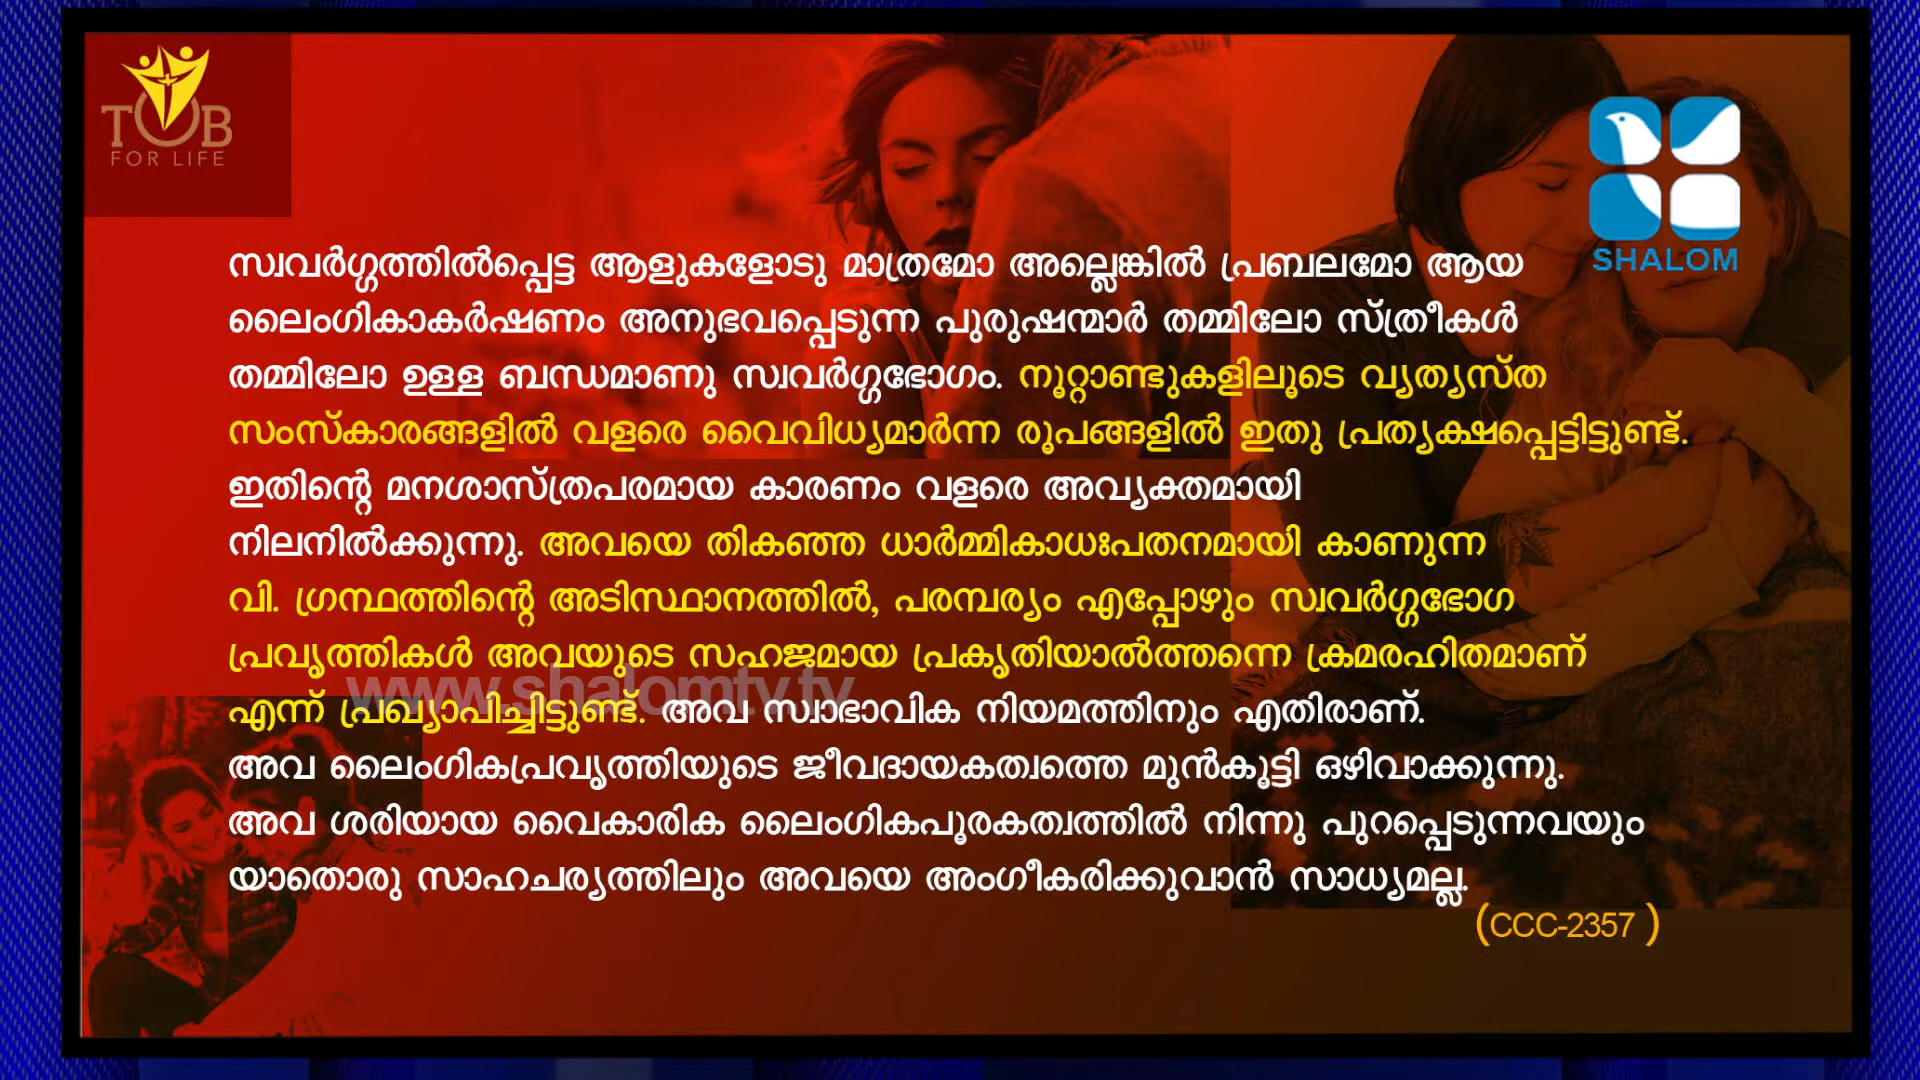 TOB
FOR LIFE
SHALOM
സ്വവർഗ്ഗത്തിൽപ്പെട്ട ആളുകളോടു മാത്രമോ അല്ലെങ്കിൽ പ്രബലമോ ആയ
ലൈംഗികാകർഷണം അനുഭവപ്പെടുന്ന പുരുഷന്മാർ തമ്മിലോ സ്ത്രീകൾ
തമ്മിലോ ഉള്ള ബന്ധമാണു സ്വവർഗ്ഗഭോഗം. നൂറ്റാണ്ടുകളിലൂടെ വ്യത്യസ്ത
സംസ്കാരങ്ങളിൽ വളരെ വൈവിധ്യമാർന്ന രൂപങ്ങളിൽ ഇതു പ്രത്യക്ഷപ്പെട്ടിട്ടുണ്ട്.
ഇതിന്റെ മനശാസ്ത്രപരമായ കാരണം വളരെ അവ്യക്തമായി
നിലനിൽക്കുന്നു. അവയെ തികഞ്ഞ ധാർമ്മികാധഃപതനമായി കാണുന്ന
വി. ഗ്രന്ഥത്തിന്റെ അടിസ്ഥാനത്തിൽ, പരമ്പര്യം എപ്പോഴും സ്വവർഗ്ഗഭോഗ
പ്രവൃത്തികൾ അവയുടെ സഹജമായ പ്രകൃതിയാൽത്തന്നെ ക്രമരഹിതമാണ്
എന്ന് പ്രഖ്യാപിച്ചിട്ടുണ്ട്. അവ സ്വാഭാവിക നിയമത്തിനും എതിരാണ്.
അവ ലൈംഗികപ്രവൃത്തിയുടെ ജീവദായകത്വത്തെ മുൻകൂട്ടി ഒഴിവാക്കുന്നു.
അവ ശരിയായ വൈകാരിക ലൈംഗികപൂരകത്വത്തിൽ നിന്നു പുറപ്പെടുന്നവയും
യാതൊരു സാഹചര്യത്തിലും അവയെ അംഗീകരിക്കുവാൻ സാധ്യമല്ല.
(CCC-2357 )
www.shalomtv.tv